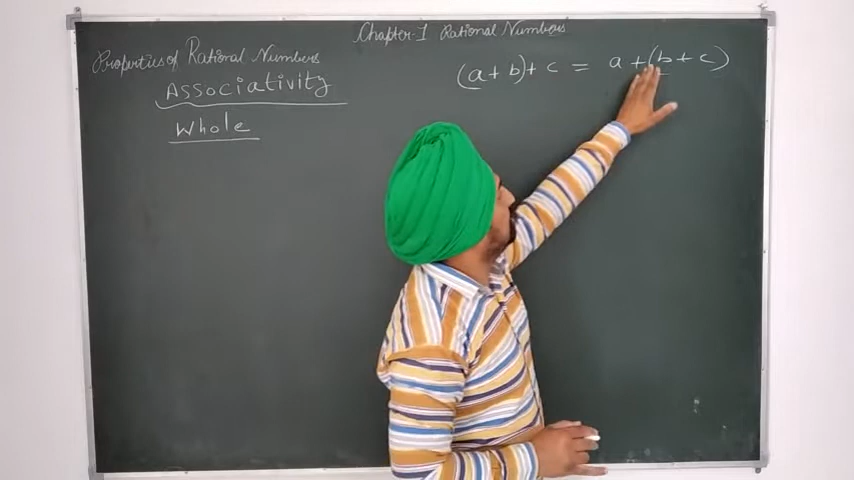 Chapter-1 Rational Numbers
Properties of Rational Numbers
Associativity
Whole
(a+b)+c = a+(b+c)